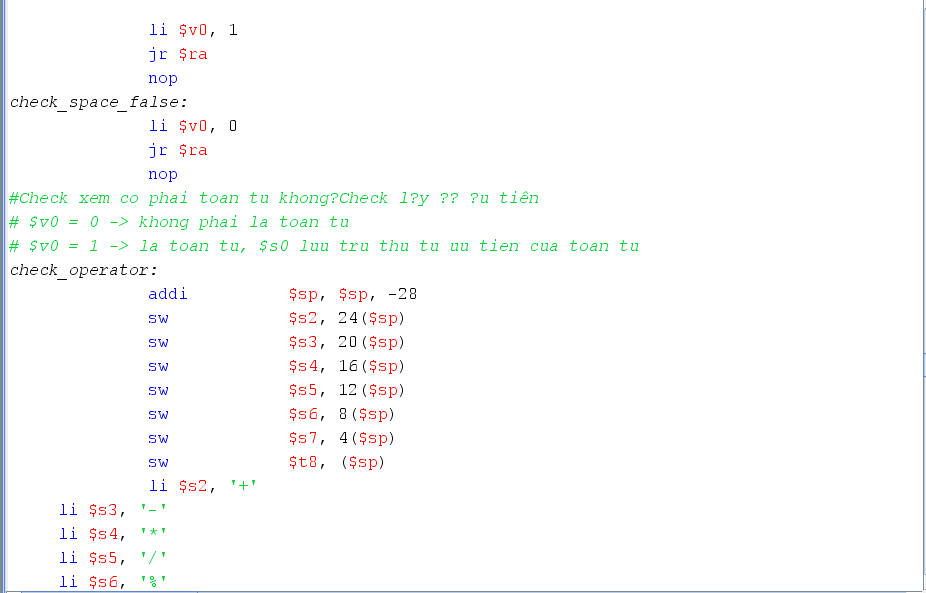 li $v0, 1
jr $ra
nop
check_space_false:
li $v0, 0
jr $ra
nop
#Check xem co phai toan tu khong?Check l?y ?? ?u tiên
# $v0 = 0 -> khong phai la toan tu
# $v0 = 1 -> la toan tu, $s0 luu tru thu tu uu tien cua toan tu
check_operator:
addi $sp, $sp, -28
sw $s2, 24($sp)
sw $s3, 20($sp)
sw $s4, 16($sp)
sw $s5, 12($sp)
sw $s6, 8($sp)
sw $s7, 4($sp)
sw $t8, ($sp)
li $s2, '+'
li $s3, '-'
li $s4, '*'
li $s5, '/'
li $s6, '%'